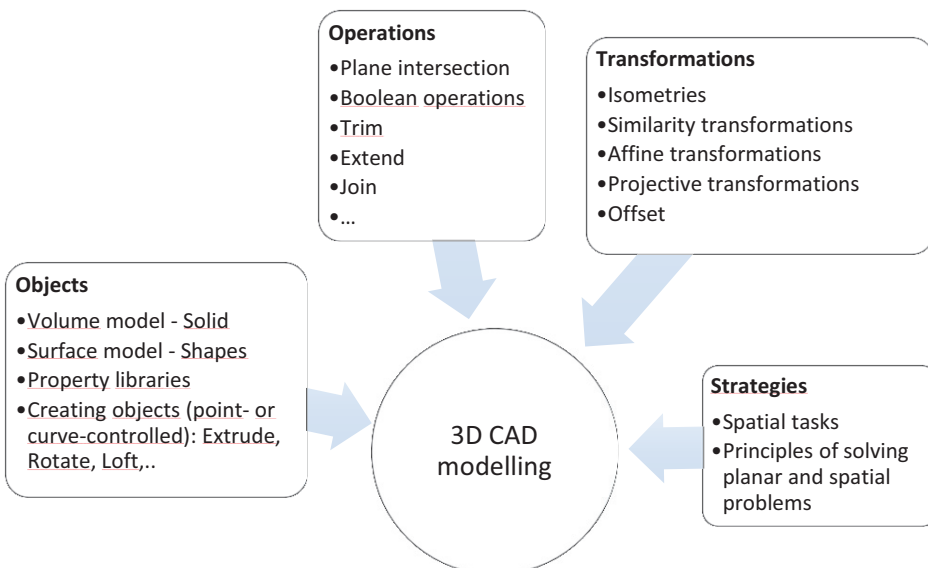 Operations
•Plane intersection
•Boolean operations
•Trim
•Extend
•Join
•...
Transformations
•Isometries
•Similarity transformations
•Affine transformations
•Projective transformations
•Offset
Objects
•Volume model - Solid
•Surface model - Shapes
•Property libraries
•Creating objects (point- or
curve-controlled): Extrude,
Rotate, Loft,..
3D CAD
modelling
Strategies
•Spatial tasks
•Principles of solving
planar and spatial
problems